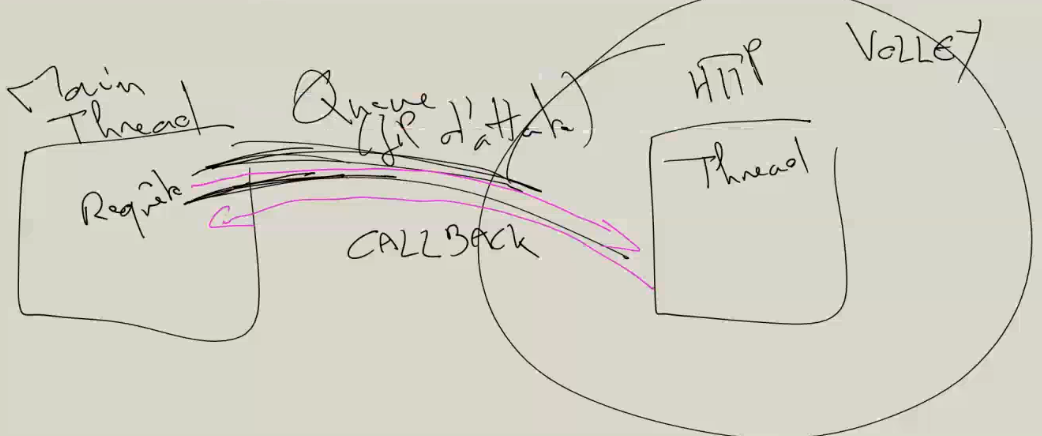 Main
Thread
Queue
(file d'attente)
VOLLEY
HTTP
Thread
Requête
CALLBACK